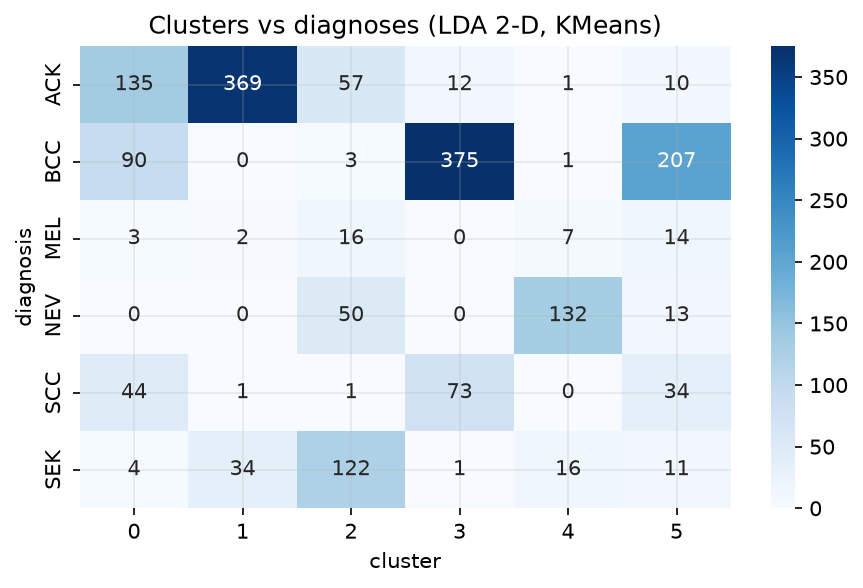 Clusters vs diagnoses (LDA 2-D, KMeans)
ACK 135 369 57 12 1 10
BCC 90 0 3 375 1 207
MEL 3 2 16 0 7 14
NEV 0 0 50 0 132 13
SCC 44 1 1 73 0 34
SEK 4 34 122 1 16 11
0 1 2 3 4 5
cluster
diagnosis
350
300
250
200
150
100
50
0